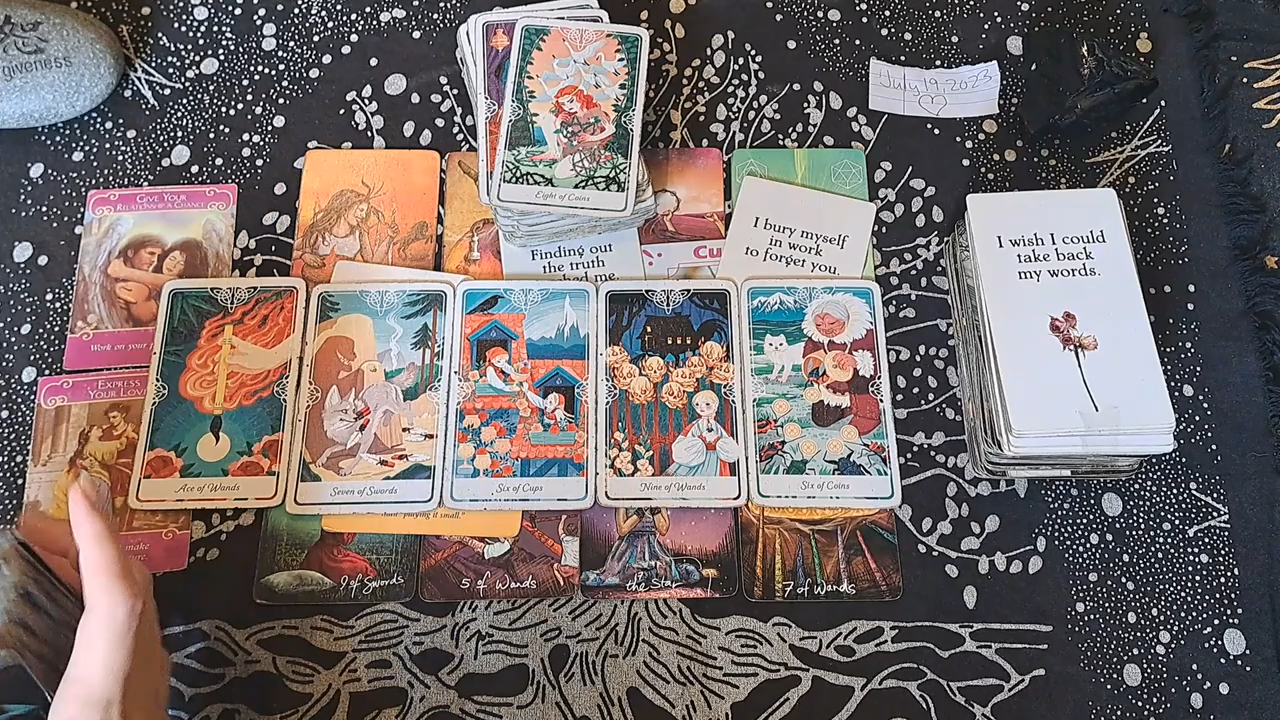 giveness
July 19, 2023
Eight of Coins
GIVE YOUR
RELATIONSHIP A CHANCE
Work on your
Finding out
the truth
me.
I bury myself
in work
to forget you.
Cu
I wish I could
take back
my words.
EXPRESS
YOUR LOVE
make
Ace of Wands
Seven of Swords
Six of Cups
Nine of Wands
Six of Coins
"playing it small."
9 of Swords
5 of Wands
the Star
7 of Wands